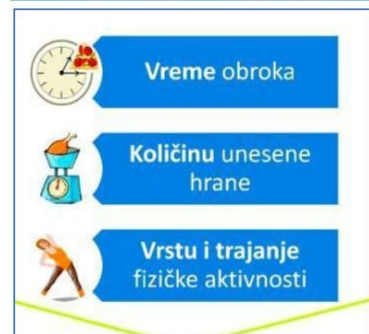 Vreme obroka
Količinu unesene
hrane
Vrstu i trajanje
fizičke aktivnosti